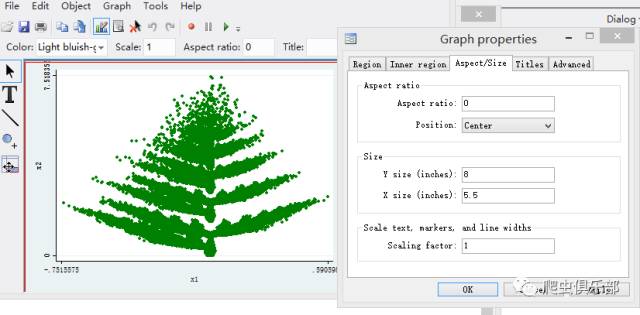 File Edit Object Graph Tools Help
Color: Light bluish-g Scale: 1 Aspect ratio: 0 Title:
T
7.51835
x2
0
-.7515575
x1
Dialog
Graph properties
Region Inner region Aspect/Size Titles Advanced
Aspect ratio
Aspect ratio: 0
Position: Center
Size
Y size (inches): 8
X size (inches): 5.5
Scale text, markers, and line widths
Scaling factor: 1
OK
爬虫俱乐部